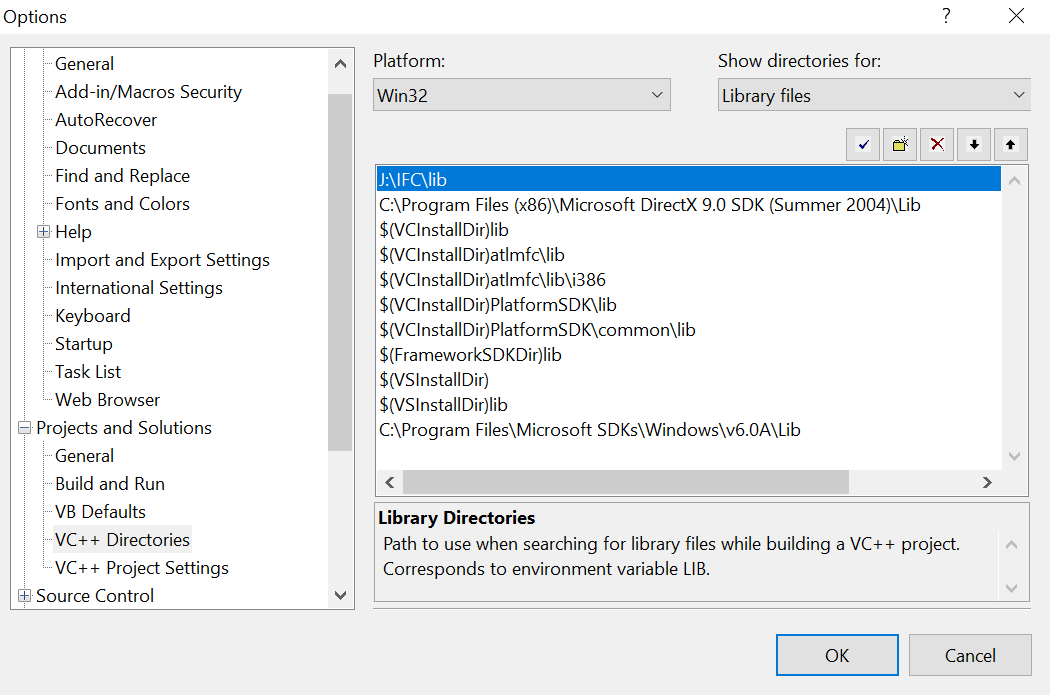 Options
General
Add-in/Macros Security
AutoRecover
Documents
Find and Replace
Fonts and Colors
Help
Import and Export Settings
International Settings
Keyboard
Startup
Task List
Web Browser
Projects and Solutions
General
Build and Run
VB Defaults
VC++ Directories
VC++ Project Settings
Source Control
Platform:
Win32
Show directories for:
Library files
J:\IFC\lib
C:\Program Files (x86)\Microsoft DirectX 9.0 SDK (Summer 2004)\Lib
$(VCInstallDir)lib
$(VCInstallDir)atlmfc\lib
$(VCInstallDir)atlmfc\lib\i386
$(VCInstallDir)PlatformSDK\lib
$(VCInstallDir)PlatformSDK\common\lib
$(FrameworkSDKDir)lib
$(VSInstallDir)
$(VSInstallDir)lib
C:\Program Files\Microsoft SDKs\Windows\v6.0A\Lib
Library Directories
Path to use when searching for library files while building a VC++ project.
Corresponds to environment variable LIB.
OK
Cancel